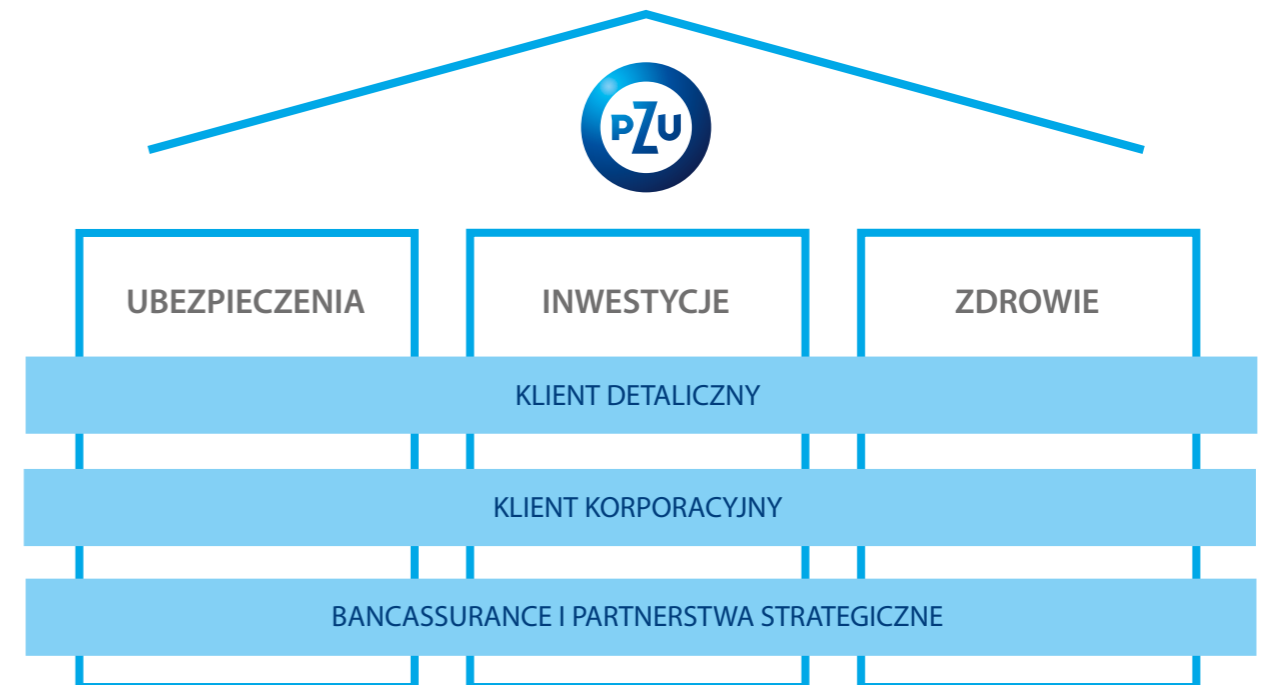 PZU
UBEZPIECZENIA
INWESTYCJE
ZDROWIE
KLIENT DETALICZNY
KLIENT KORPORACYJNY
BANCASSURANCE I PARTNERSTWA STRATEGICZNE